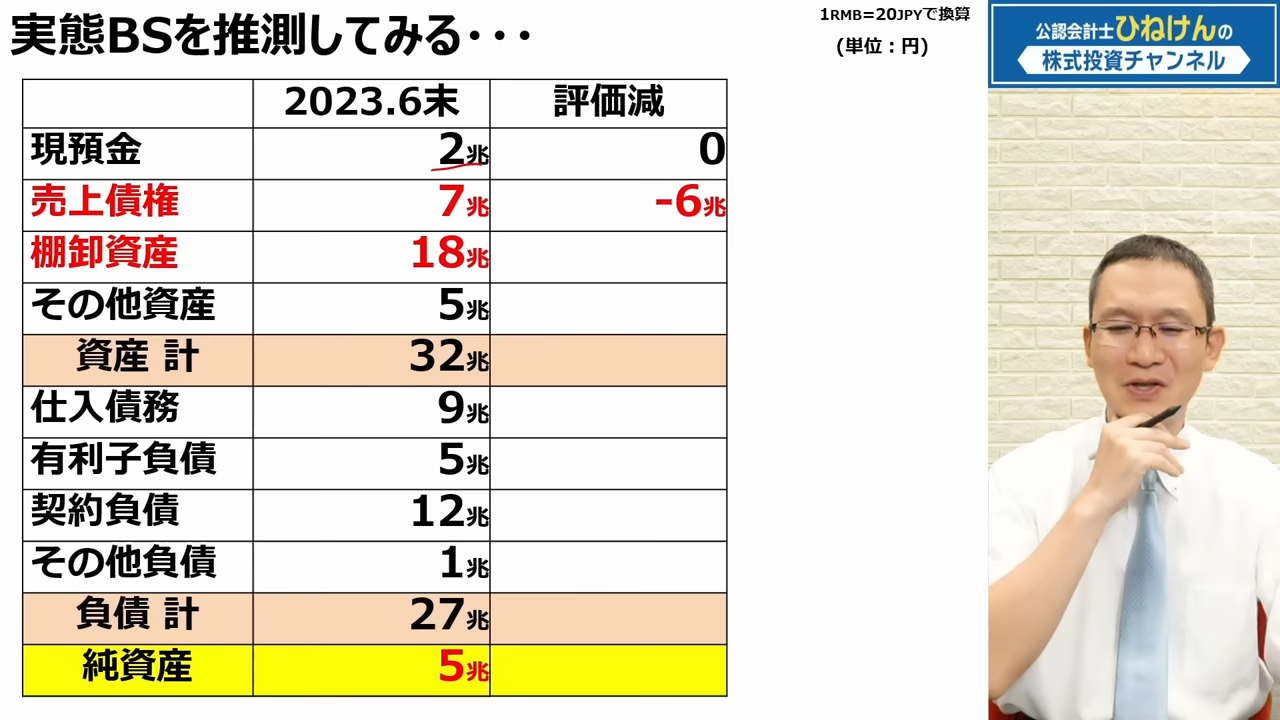 実態BSを推測してみる・・・
1RMB=20JPYで換算
(単位：円)
公認会計士ひねけんの
株式投資チャンネル
2023.6末 評価減
現預金 2兆 0
売上債権 7兆 -6兆
棚卸資産 18兆
その他資産 5兆
資産 計 32兆
仕入債務 9兆
有利子負債 5兆
契約負債 12兆
その他負債 1兆
負債 計 27兆
純資産 5兆